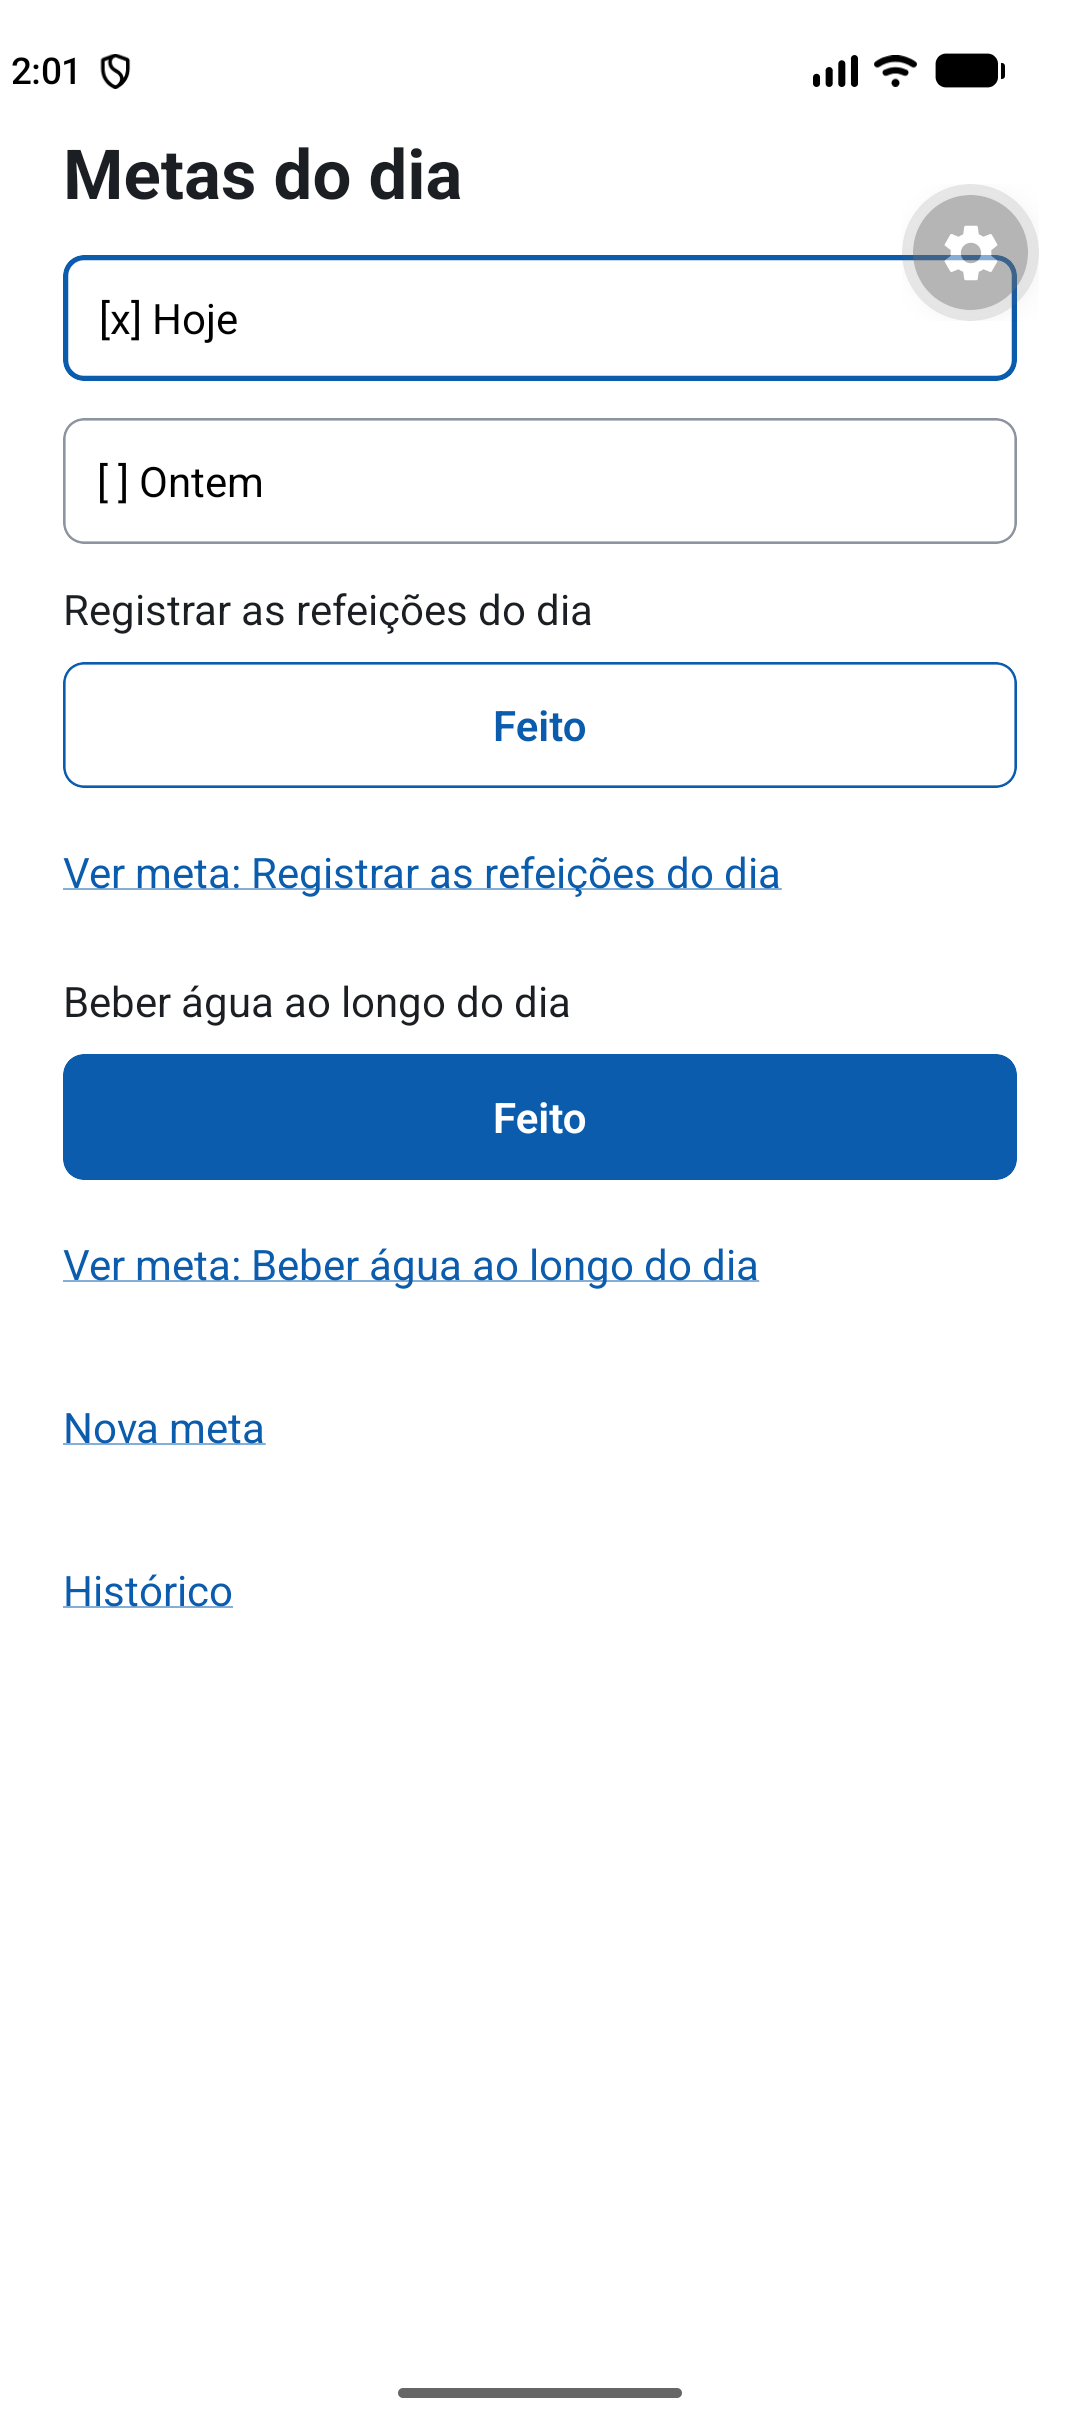 2:01
Metas do dia
[x] Hoje
[ ] Ontem
Registrar as refeições do dia
Feito
Ver meta: Registrar as refeições do dia
Beber água ao longo do dia
Feito
Ver meta: Beber água ao longo do dia
Nova meta
Histórico